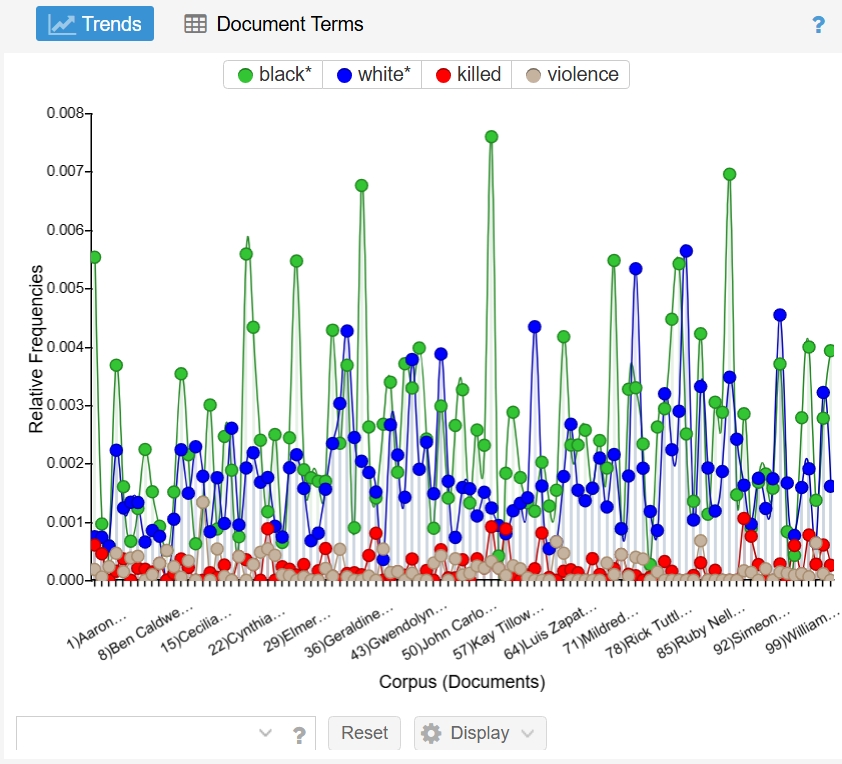 Trends Document Terms ?
black* white* killed violence
0.008
0.007
0.006
0.005
0.004
0.003
0.002
0.001
0.000
Relative Frequencies
1)Aaron... 8)Ben Caldwe... 15)Cecilia... 22)Cynthia... 29)Elmer... 36)Geraldine... 43)Gwendolyn... 50)John Carlo... 57)Kay Tillow... 64)Luis Zapat... 71)Mildred... 78)Rick Tuttl... 85)Ruby Nell... 92)Simeon... 99)William...
Corpus (Documents)
? Reset Display